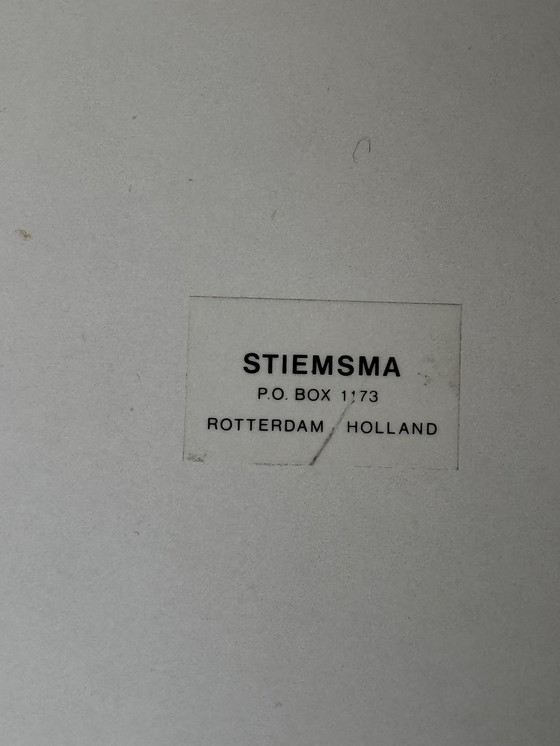 STIEMSMA
P.O. BOX 1173
ROTTERDAM HOLLAND